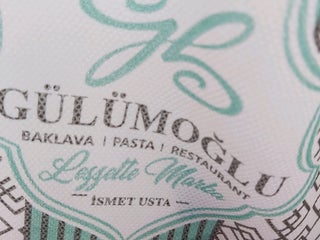 GÜLÜMOĞLU
BAKLAVA | PASTA | RESTAURANT
Lezzette Marka
– İSMET USTA –